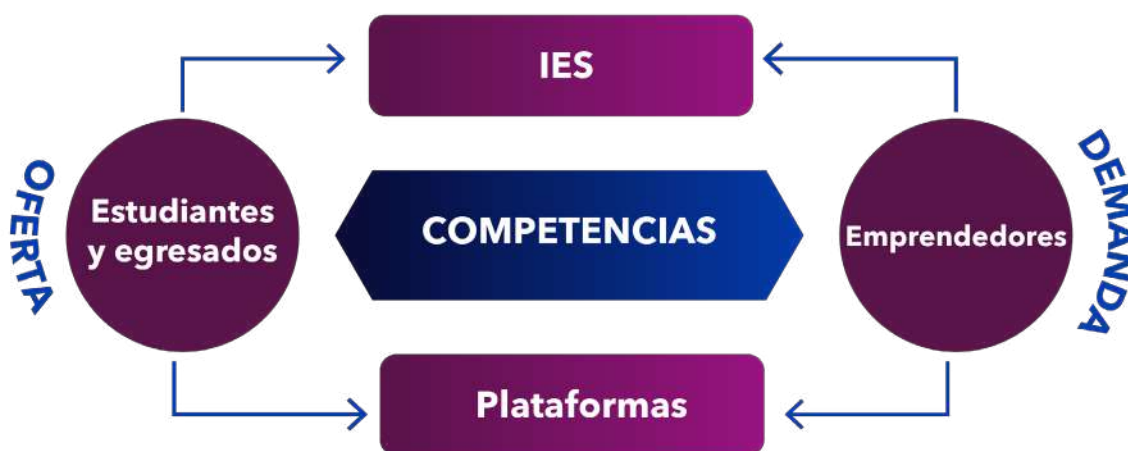 IES
OFERTA
Estudiantes
y egresados
COMPETENCIAS
Emprendedores
DEMANDA
Plataformas